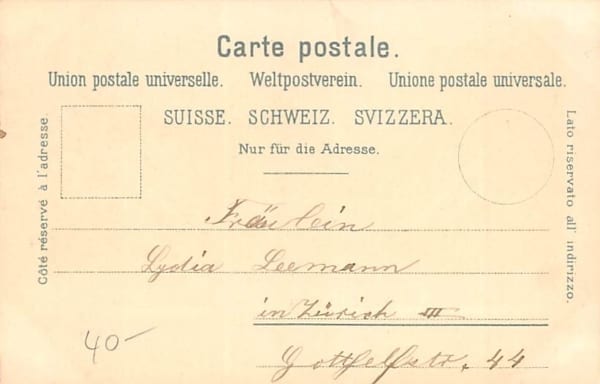 Carte postale.
Union postale universelle. Weltpostverein. Unione postale universale.
SUISSE. SCHWEIZ. SVIZZERA.
Nur für die Adresse.
Côté réservé à l'adresse.
Lato riservato all' indirizzo.
Fräulein
Lydia Leemann
in Zürich III
Gotthelfstr. 44
40-